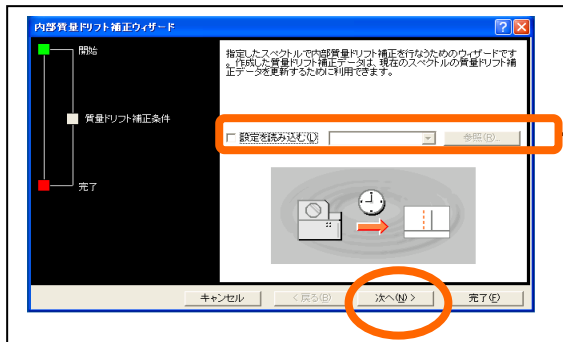 内部質量ドリフト補正ウィザード
開始
質量ドリフト補正条件
完了
指定したスペクトルで内部質量ドリフト補正を行なうためのウィザードです
。作成した質量ドリフト補正データは、現在のスペクトルの質量ドリフト補
正データを更新するために利用できます。
設定を読み込む(L)
参照(R)...
キャンセル
< 戻る(B)
次へ(N) >
完了(F)